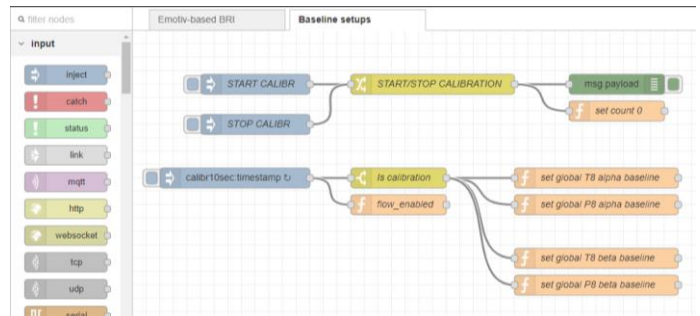 filter nodes
Emotiv-based BRI
Baseline setups
input
inject
catch
status
link
mqtt
http
websocket
tcp
udp
serial
START CALIBR
START/STOP CALIBRATION
msg.payload
set count 0
STOP CALIBR
calibr10sec:timestamp ↻
Is calibration
set global T8 alpha baseline
flow_enabled
set global P8 alpha baseline
set global T8 beta baseline
set global P8 beta baseline